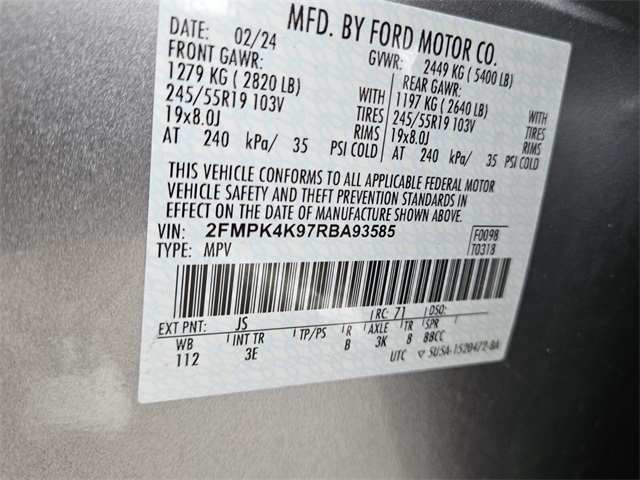 MFD. BY FORD MOTOR CO.
DATE: 02/24 GVWR: 2449 KG ( 5400 LB)
FRONT GAWR: REAR GAWR:
1279 KG ( 2820 LB) WITH 1197 KG ( 2640 LB) WITH
245/55R19 103V TIRES 245/55R19 103V TIRES
19x8.0J RIMS 19x8.0J RIMS
AT 240 kPa/ 35 PSI COLD AT 240 kPa/ 35 PSI COLD
THIS VEHICLE CONFORMS TO ALL APPLICABLE FEDERAL MOTOR
VEHICLE SAFETY AND THEFT PREVENTION STANDARDS IN
EFFECT ON THE DATE OF MANUFACTURE SHOWN ABOVE.
VIN: 2FMPK4K97RBA93585 F0098
TYPE: MPV T0318
EXT PNT: JS RC: 71 DSO:
WB INT TR TP/PS R AXLE TR SPR
112 3E B 3K 8 BBCC
UTC ▽ SU5A-1520472-8A